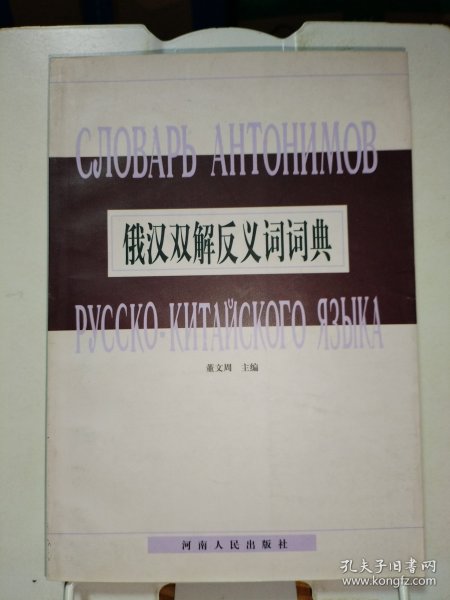 СЛОВАРЬ АНТОНИМОВ
俄汉双解反义词词典
РУССКО-КИТАЙСКОГО ЯЗЫКА
董文周 主编
河南人民出版社
孔夫子旧书网
www.kongfz.com